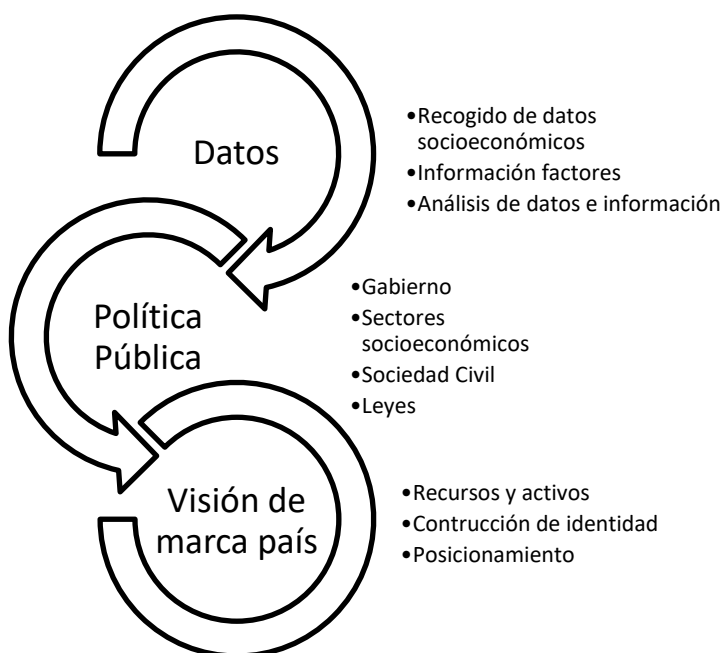 Datos
•Recogido de datos
socioeconómicos
•Información factores
•Análisis de datos e información
Política
Pública
•Gabierno
•Sectores
socioeconómicos
•Sociedad Civil
•Leyes
Visión de
marca país
•Recursos y activos
•Contrucción de identidad
•Posicionamiento